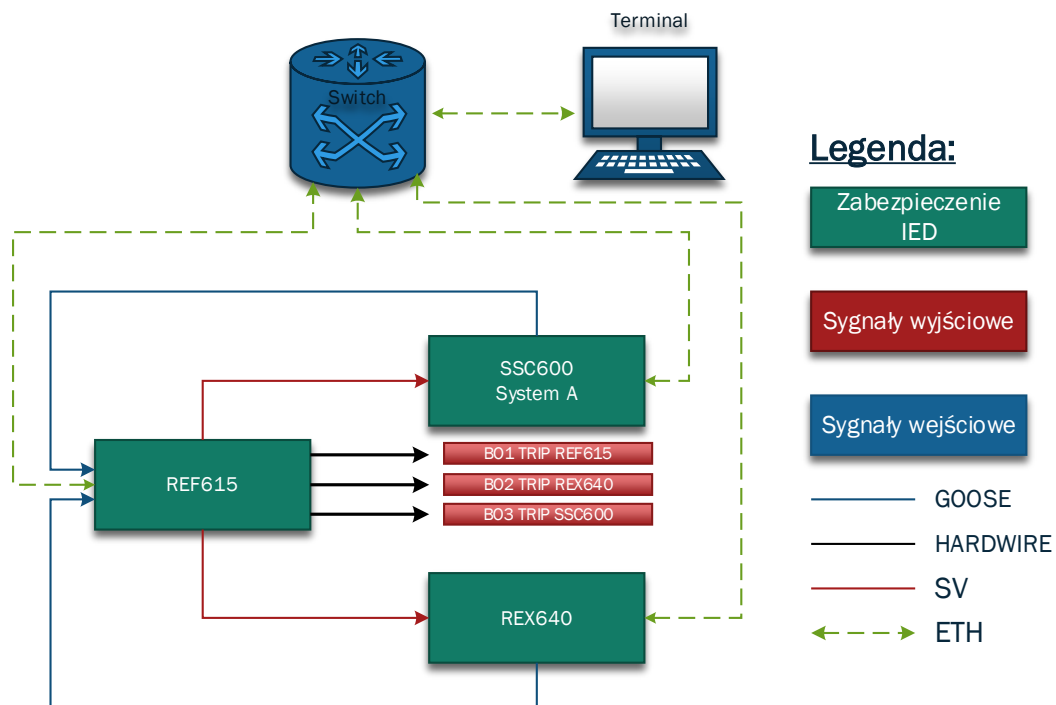 Terminal
Switch
Legenda:
Zabezpieczenie
IED
Sygnały wyjściowe
Sygnały wejściowe
GOOSE
HARDWIRE
SV
ETH
SSC600
System A
REF615
BO1 TRIP REF615
BO2 TRIP REX640
BO3 TRIP SSC600
REX640